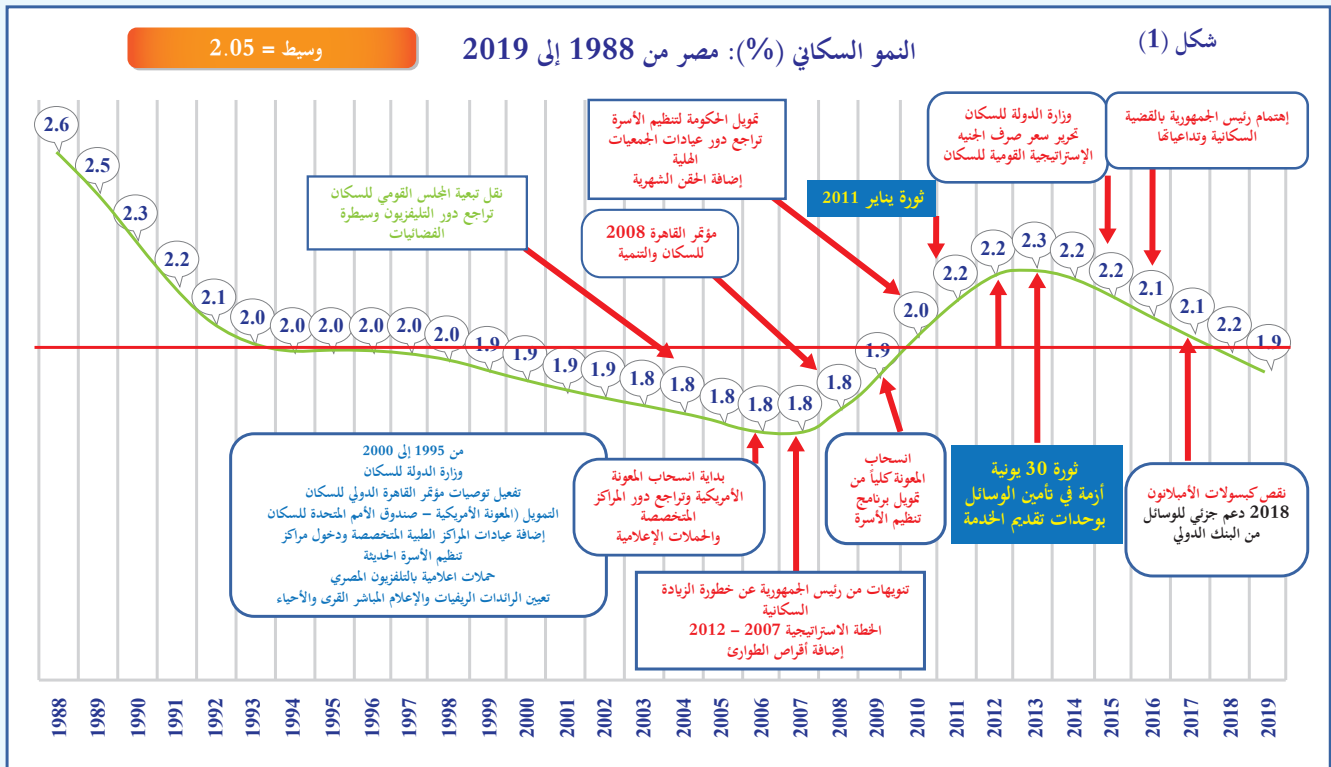 شكل (1)
النمو السكاني (%): مصر من 1988 إلى 2019
وسيط = 2.05
2.6
2.5
2.3
2.2
2.1
2.0
2.0
2.0
2.0
2.0
2.0
1.9
1.9
1.9
1.9
1.8
1.8
1.8
1.8
1.8
1.8
1.9
2.0
2.2
2.2
2.3
2.2
2.2
2.1
2.1
2.2
1.9
نقل تبعية المجلس القومي للسكان
تراجع دور التليفزيون وسيطرة
الفضائيات
تمويل الحكومة لتنظيم الأسرة
تراجع دور عيادات الجمعيات
الهلية
إضافة الحقن الشهرية
مؤتمر القاهرة 2008
للسكان والتنمية
ثورة يناير 2011
وزارة الدولة للسكان
تحرير سعر صرف الجنيه
الإستراتيجية القومية للسكان
إهتمام رئيس الجمهورية بالقضية
السكانية وتداعياتها
من 1995 إلى 2000
وزارة الدولة للسكان
تفعيل توصيات مؤتمر القاهرة الدولي للسكان
التمويل (المعونة الأمريكية – صندوق الأمم المتحدة للسكان
إضافة عيادات المراكز الطبية المتخصصة ودخول مراكز
تنظيم الأسرة الحديثة
حملات اعلامية بالتلفزيون المصري
تعيين الرائدات الريفيات والإعلام المباشر القرى والأحياء
بداية انسحاب المعونة
الأمريكية وتراجع دور المراكز
المتخصصة
والحملات الإعلامية
تنويهات من رئيس الجمهورية عن خطورة الزيادة
السكانية
الخطة الاستراتيجية 2007 – 2012
إضافة أقراص الطوارئ
انسحاب
المعونة كلياً من
تمويل برنامج
تنظيم الأسرة
ثورة 30 يونية
أزمة في تأمين الوسائل
بوحدات تقديم الخدمة
نقص كبسولات الأمبلانون
2018 دعم جزئي للوسائل
من البنك الدولي
1988
1989
1990
1991
1992
1993
1994
1995
1996
1997
1998
1999
2000
2001
2002
2003
2004
2005
2006
2007
2008
2009
2010
2011
2012
2013
2014
2015
2016
2017
2018
2019